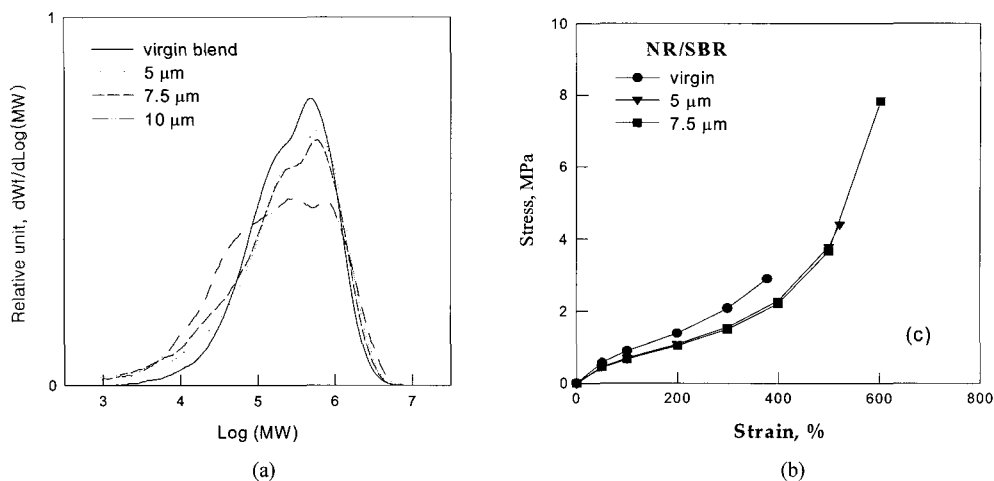 1
virgin blend
5 μm
7.5 μm
10 μm
Relative unit, dWf/dLog(MW)
0
3 4 5 6 7
Log (MW)
(a)
10
8
6
4
2
0
NR/SBR
virgin
5 μm
7.5 μm
Stress, MPa
(c)
0 200 400 600 800
Strain, %
(b)